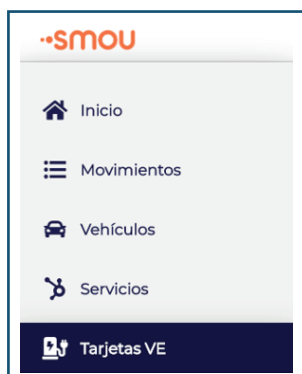 smou
Inicio
Movimientos
Vehículos
Servicios
Tarjetas VE